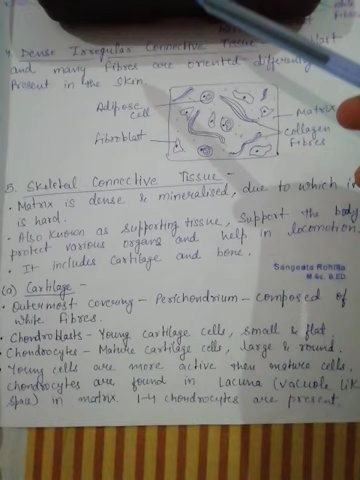 4. Dense Irregular Connective Tissue -
and many fibres are oriented differently
Present in the skin.
Adipose
cell
Fibroblast
Matrix
Collagen
Fibres
5. Skeletal Connective Tissue -
• Matrix is dense & mineralised, due to which it
is hard.
• Also known as supporting tissue, support the body
protect various organs and help in locomotion.
• It includes cartilage and bone.
Sangeeta Rohilla
M.Sc. B.ED
(a) Cartilage -
• Outermost covering - Perichondrium - composed of
white fibres.
• Chondroblasts - Young cartilage cells, small & flat
• Chondrocytes - Mature cartilage cells, large & round.
• Young cells are more active then mature cells.
chondrocytes are found in Lacuna (vacuole lik
space) in matrix. 1-4 chondrocytes are present.